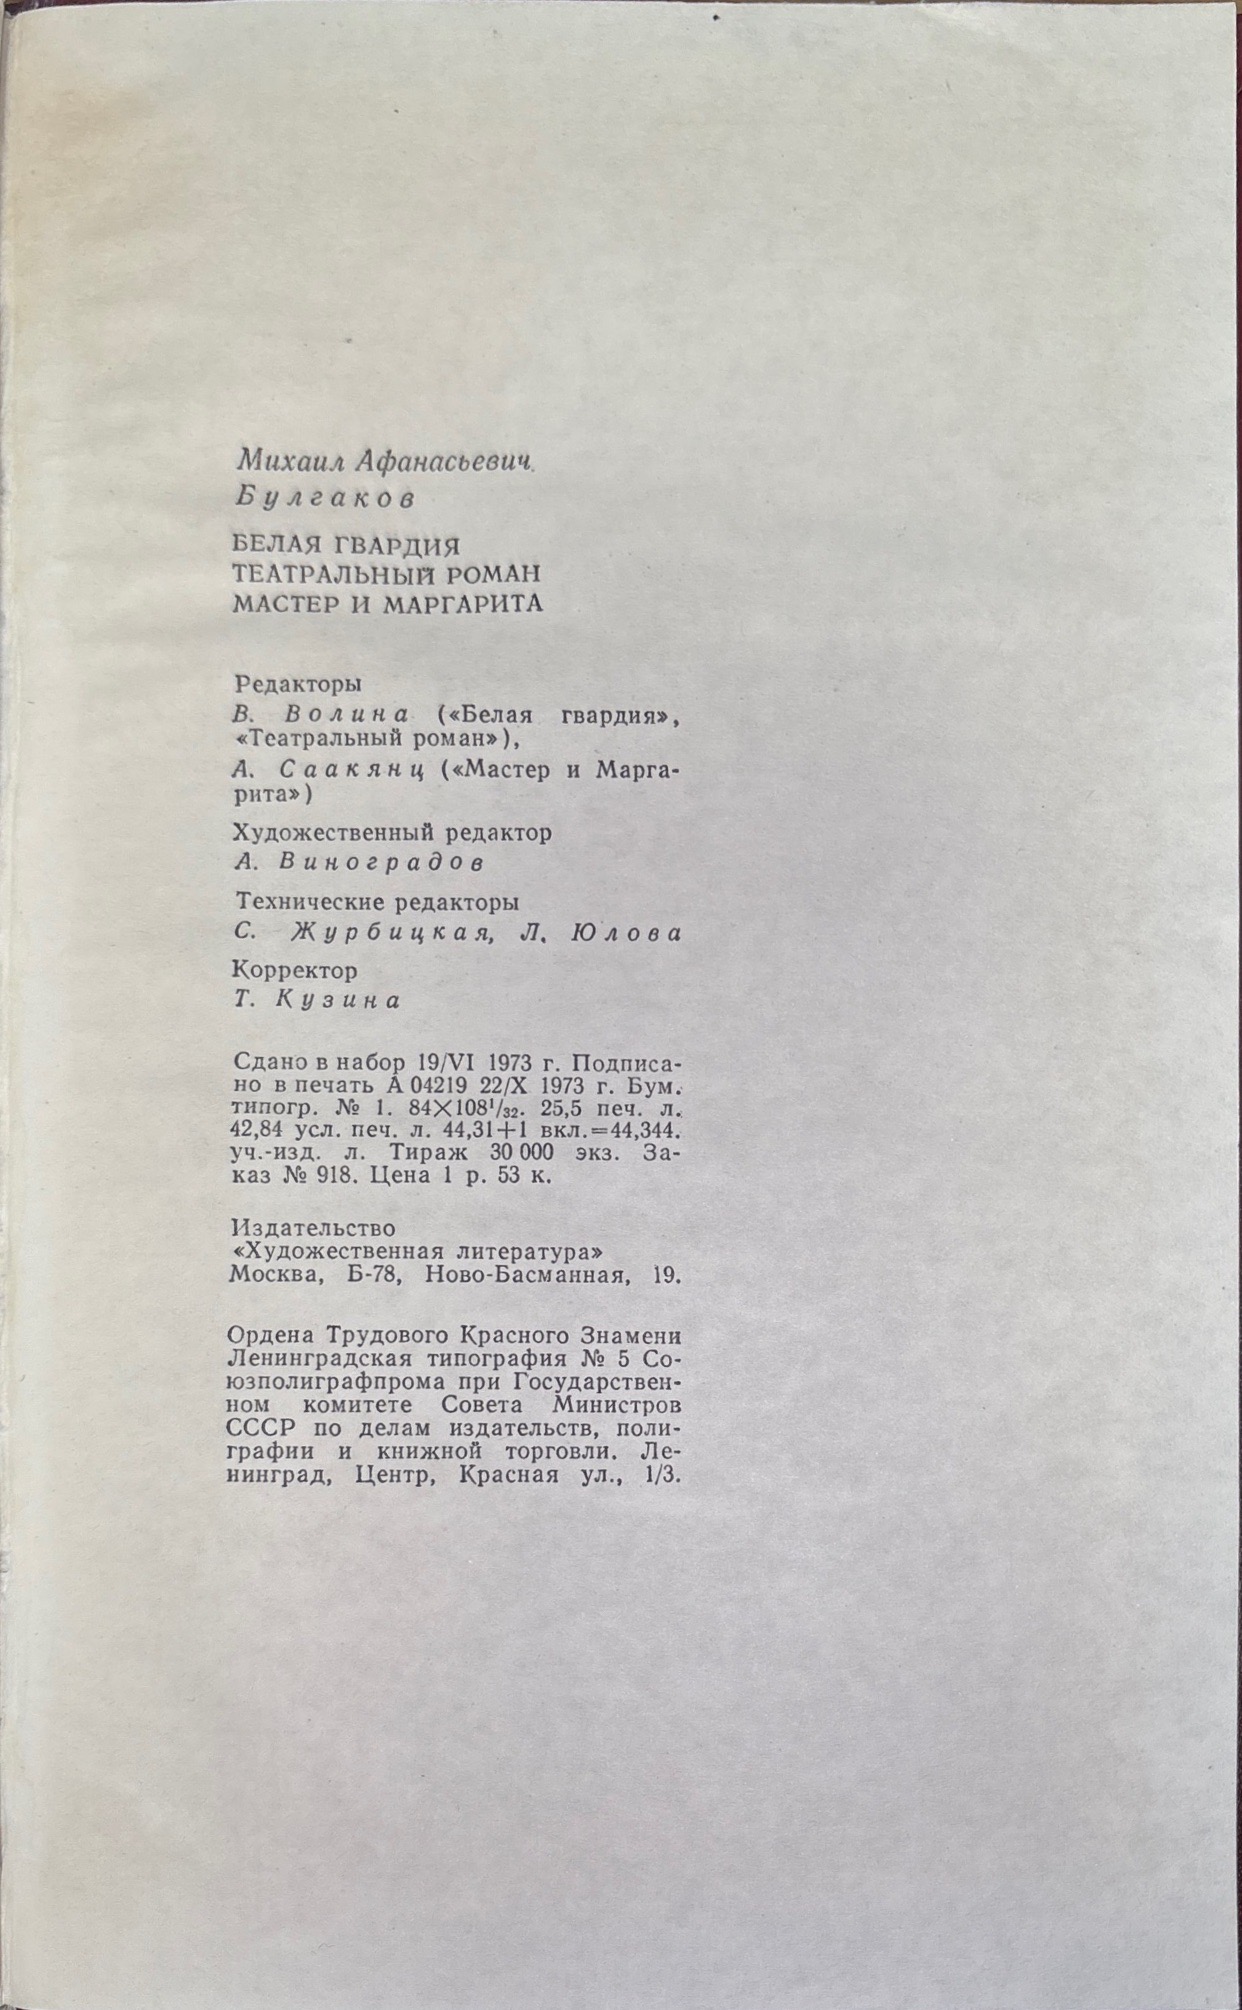 Михаил Афанасьевич
Булгаков
БЕЛАЯ ГВАРДИЯ
ТЕАТРАЛЬНЫЙ РОМАН
МАСТЕР И МАРГАРИТА
Редакторы
В. Волина («Белая гвардия»,
«Театральный роман»),
А. Саакянц («Мастер и Марга-
рита»)
Художественный редактор
А. Виноградов
Технические редакторы
С. Журбицкая, Л. Юлова
Корректор
Т. Кузина
Сдано в набор 19/VI 1973 г. Подписа-
но в печать А 04219 22/X 1973 г. Бум.
типогр. № 1. 84×108¹/₃₂. 25,5 печ. л.
42,84 усл. печ. л. 44,31+1 вкл.=44,344.
уч.-изд. л. Тираж 30 000 экз. За-
каз № 918. Цена 1 р. 53 к.
Издательство
«Художественная литература»
Москва, Б-78, Ново-Басманная, 19.
Ордена Трудового Красного Знамени
Ленинградская типография № 5 Со-
юзполиграфпрома при Государствен-
ном комитете Совета Министров
СССР по делам издательств, поли-
графии и книжной торговли. Ле-
нинград, Центр, Красная ул., 1/3.